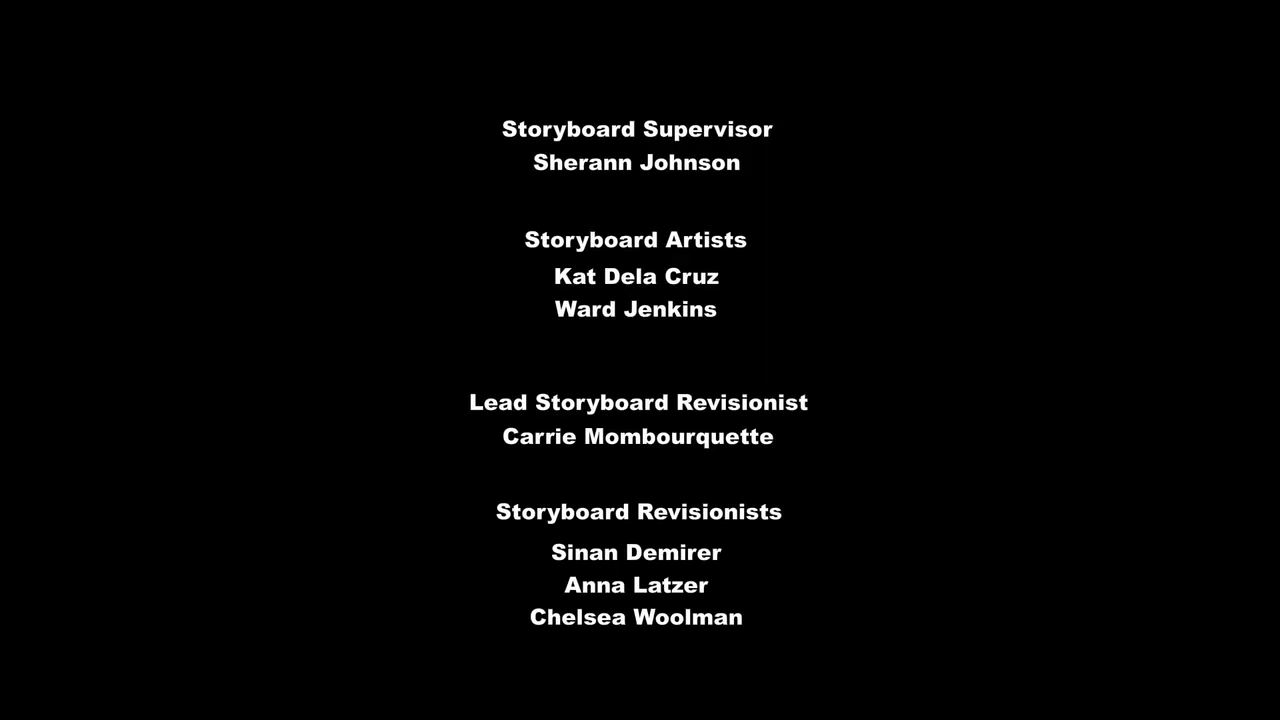 Storyboard Supervisor
Sherann Johnson
Storyboard Artists
Kat Dela Cruz
Ward Jenkins
Lead Storyboard Revisionist
Carrie Mombourquette
Storyboard Revisionists
Sinan Demirer
Anna Latzer
Chelsea Woolman